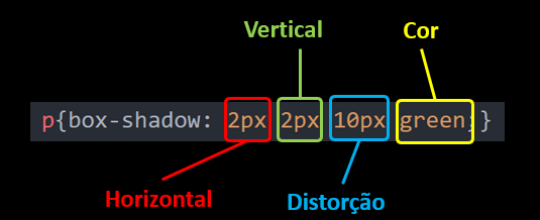 Vertical Cor
p{box-shadow: 2px 2px 10px green;}
Horizontal Distorção